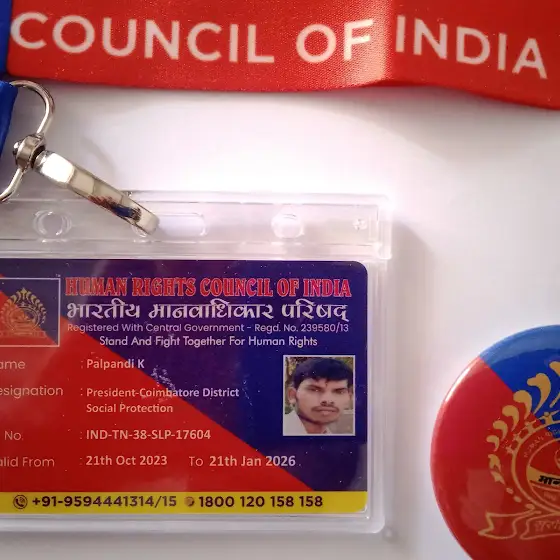 COUNCIL OF INDIA
HUMAN RIGHTS COUNCIL OF INDIA
भारतीय मानवाधिकार परिषद्
Registered With Central Government - Regd. No. 239580/13
Stand And Fight Together For Human Rights
ame : Palpandi K
esignation : President-Coimbatore District
Social Protection
No. : IND-TN-38-SLP-17604
alid From : 21th Oct 2023 To 21th Jan 2026
+91-9594441314/15 1800 120 158 158